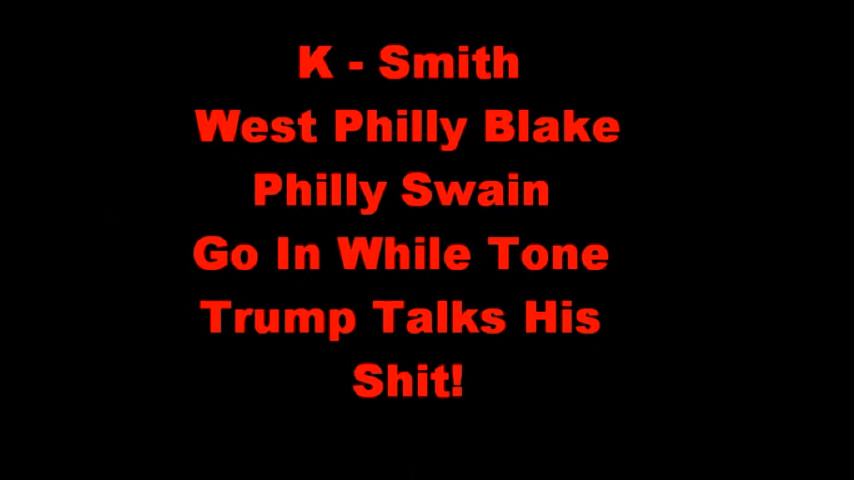 K - Smith
West Philly Blake
Philly Swain
Go In While Tone
Trump Talks His
Shit!